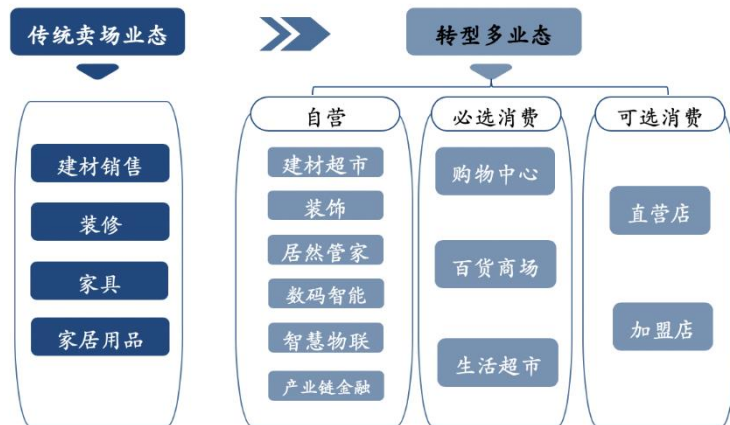 传统卖场业态
转型多业态
建材销售
装修
家具
家居用品
自营
建材超市
装饰
居然管家
数码智能
智慧物联
产业链金融
必选消费
购物中心
百货商场
生活超市
可选消费
直营店
加盟店